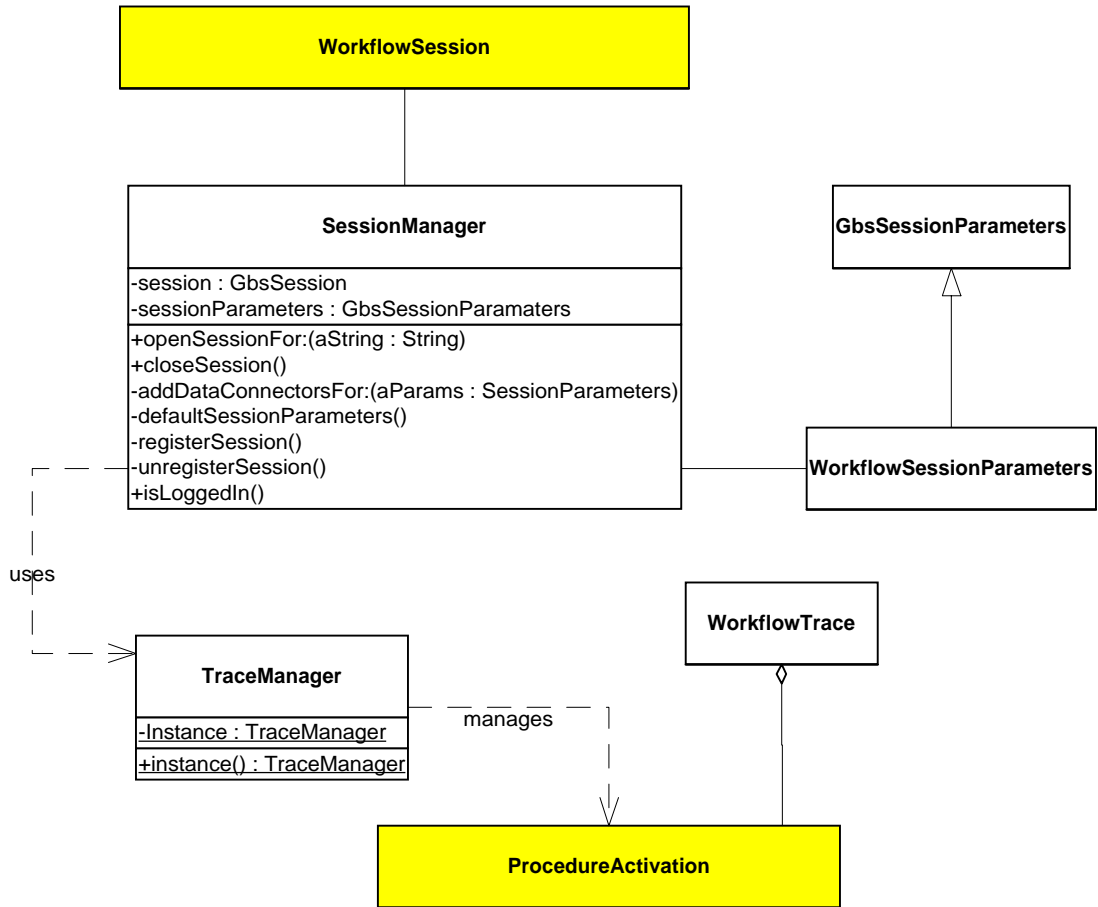 WorkflowSession
SessionManager
-session : GbsSession
-sessionParameters : GbsSessionParamaters
+openSessionFor:(aString : String)
+closeSession()
-addDataConnectorsFor:(aParams : SessionParameters)
-defaultSessionParameters()
-registerSession()
-unregisterSession()
+isLoggedIn()
GbsSessionParameters
WorkflowSessionParameters
uses
TraceManager
-Instance : TraceManager
+instance() : TraceManager
manages
WorkflowTrace
ProcedureActivation